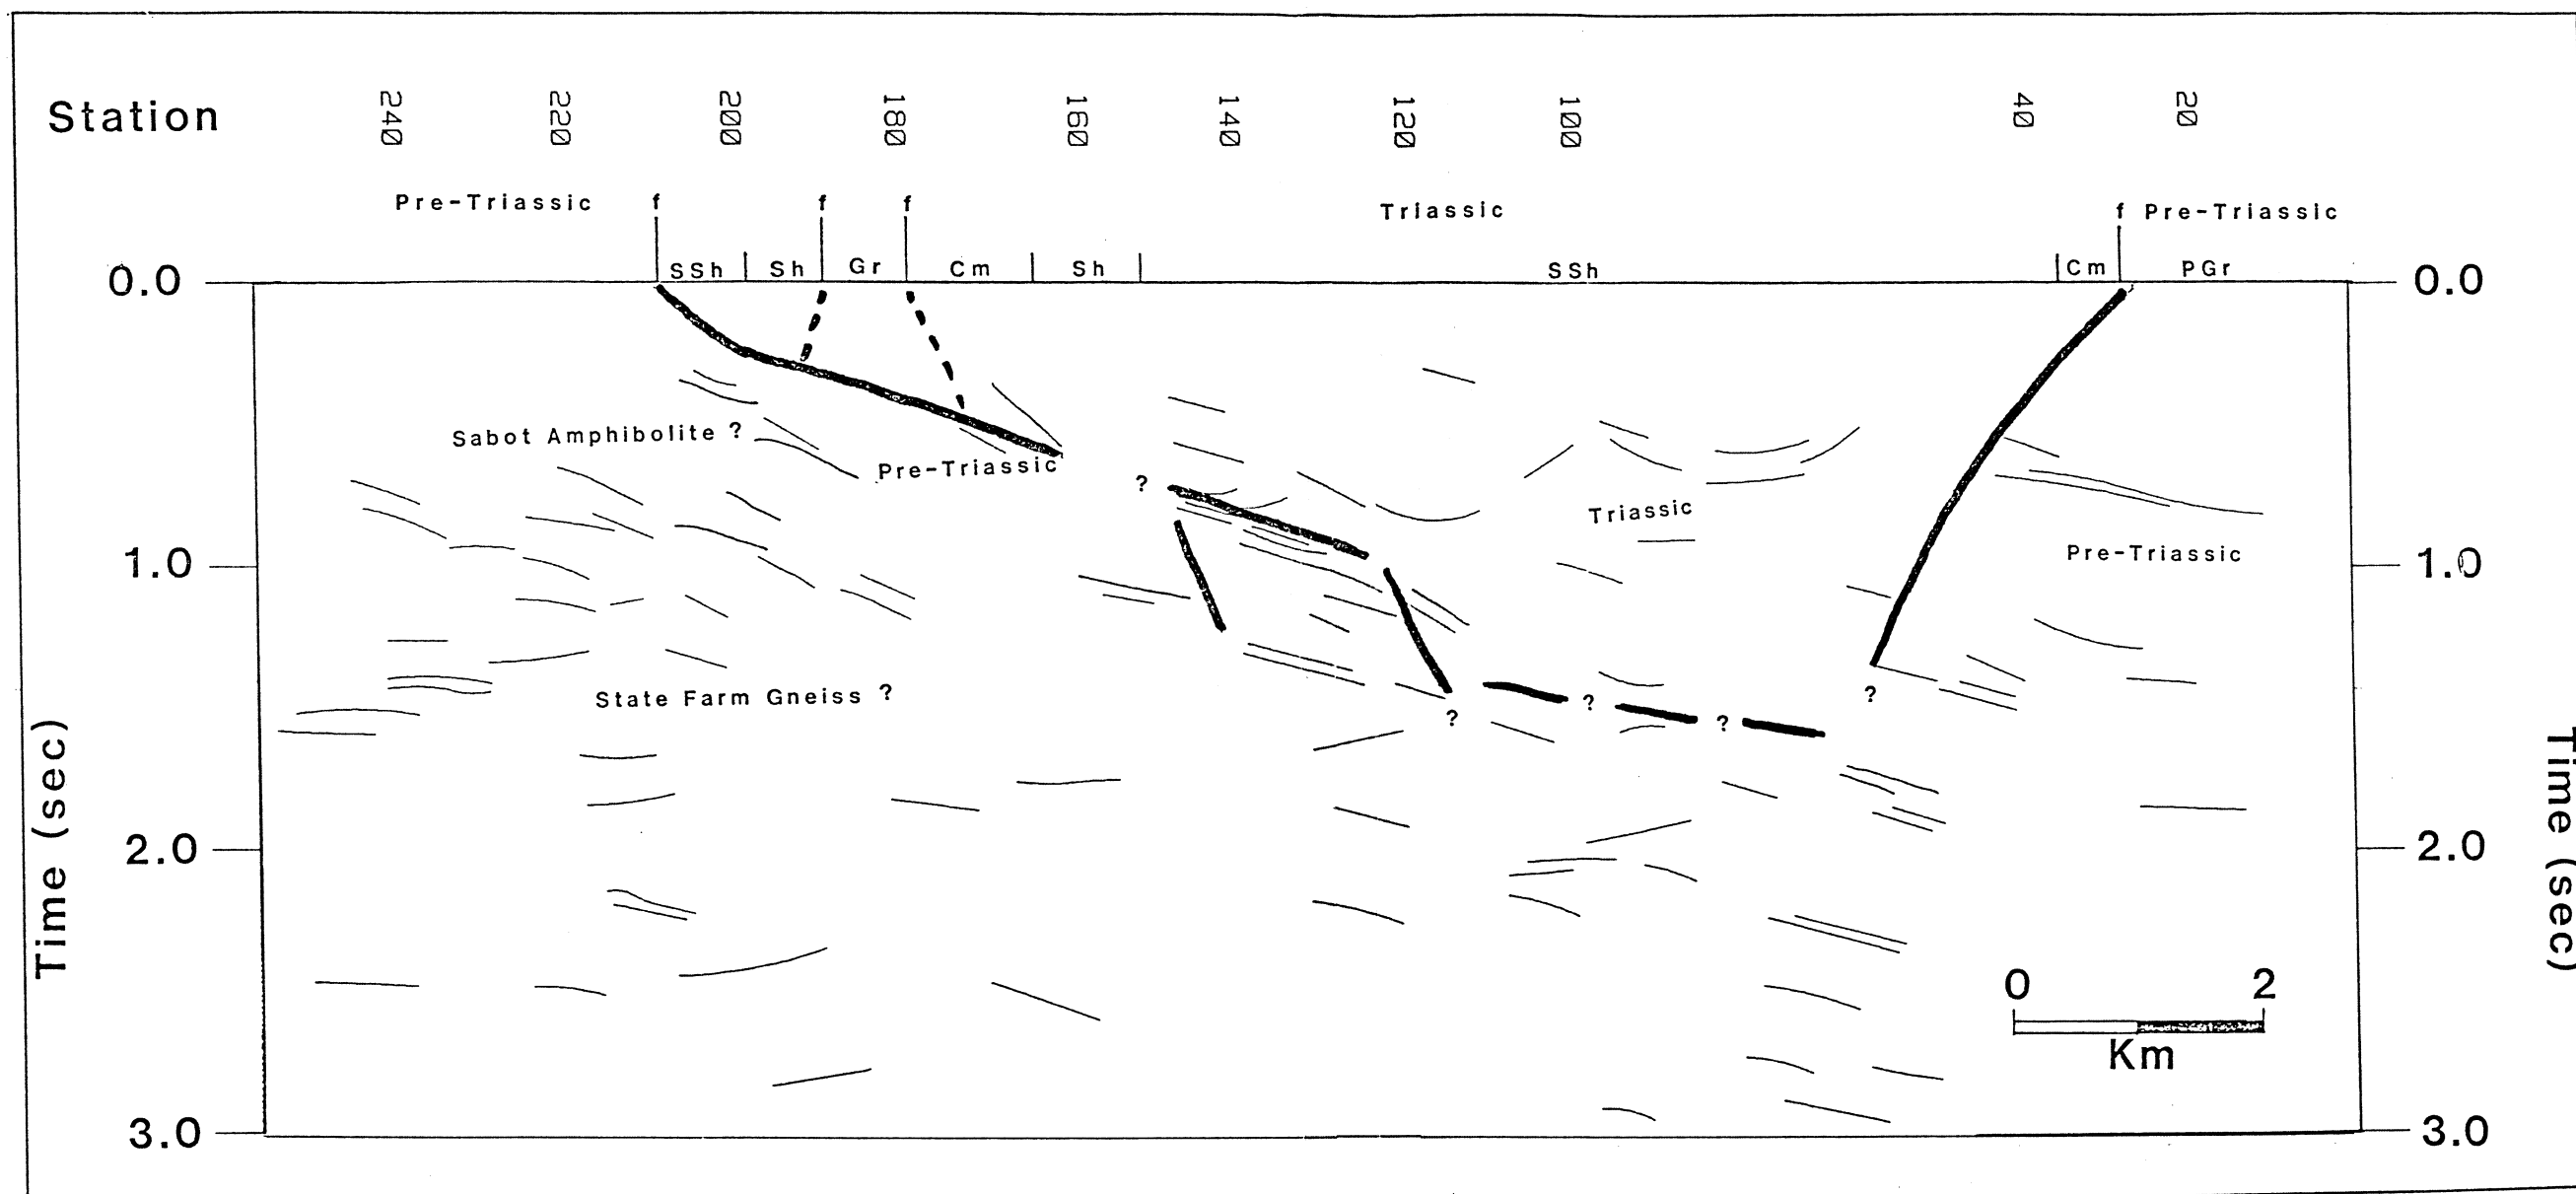 Station 240 220 200 180 160 140 120 100 40 20
Pre-Triassic f f f Triassic f Pre-Triassic
SSh Sh Gr Cm Sh SSh Cm PGr
0.0 0.0
Sabot Amphibolite ?
Pre-Triassic
?
Triassic
Pre-Triassic
1.0 1.0
State Farm Gneiss ?
? ? ? ?
Time (sec) Time (sec)
2.0 2.0
0 2
Km
3.0 3.0